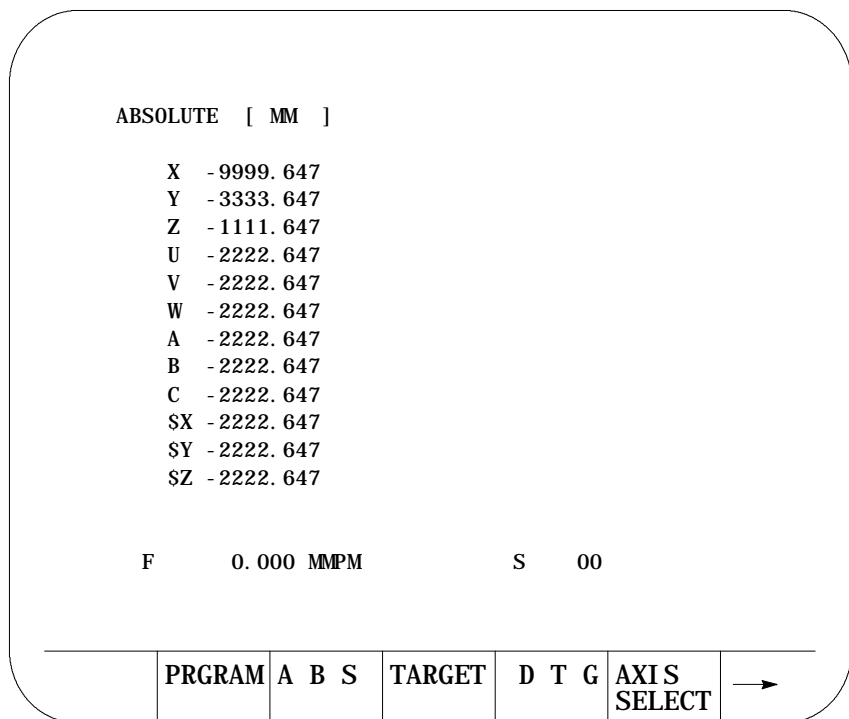 ABSOLUTE [ MM ]
X -9999.647
Y -3333.647
Z -1111.647
U -2222.647
V -2222.647
W -2222.647
A -2222.647
B -2222.647
C -2222.647
$X -2222.647
$Y -2222.647
$Z -2222.647
F 0.000 MMPM S 00
PRGRAM A B S TARGET D T G AXIS
SELECT